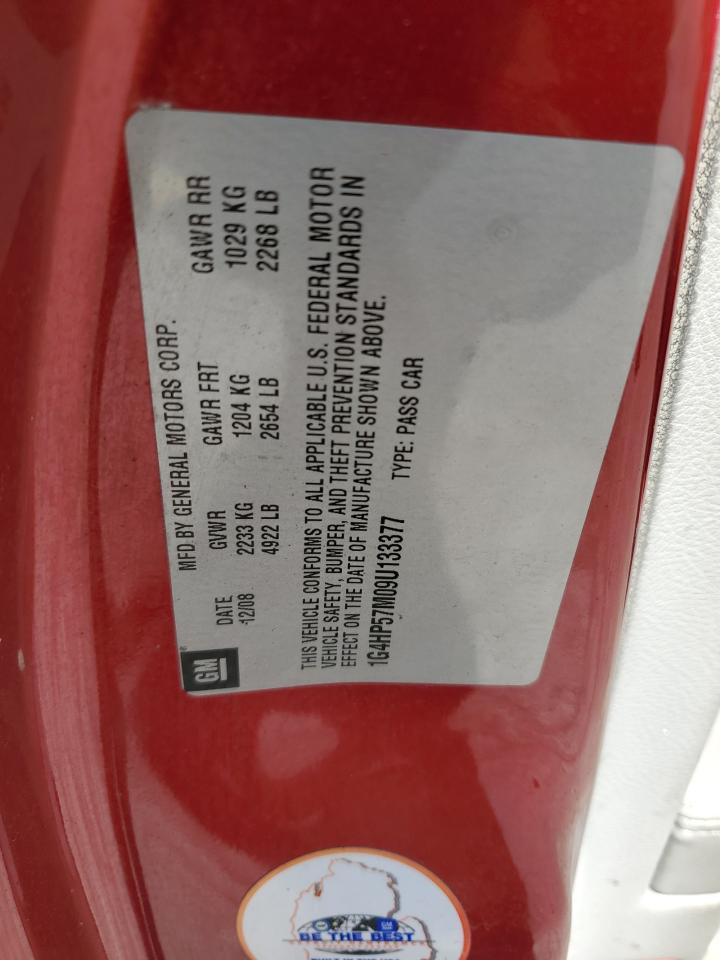 GM
MFD BY GENERAL MOTORS CORP.
DATE GVWR GAWR FRT GAWR RR
12/08 2233 KG 1204 KG 1029 KG
4922 LB 2654 LB 2268 LB
THIS VEHICLE CONFORMS TO ALL APPLICABLE U.S. FEDERAL MOTOR
VEHICLE SAFETY, BUMPER, AND THEFT PREVENTION STANDARDS IN
EFFECT ON THE DATE OF MANUFACTURE SHOWN ABOVE.
1G4HP57M09U133377 TYPE: PASS CAR
BE THE BEST